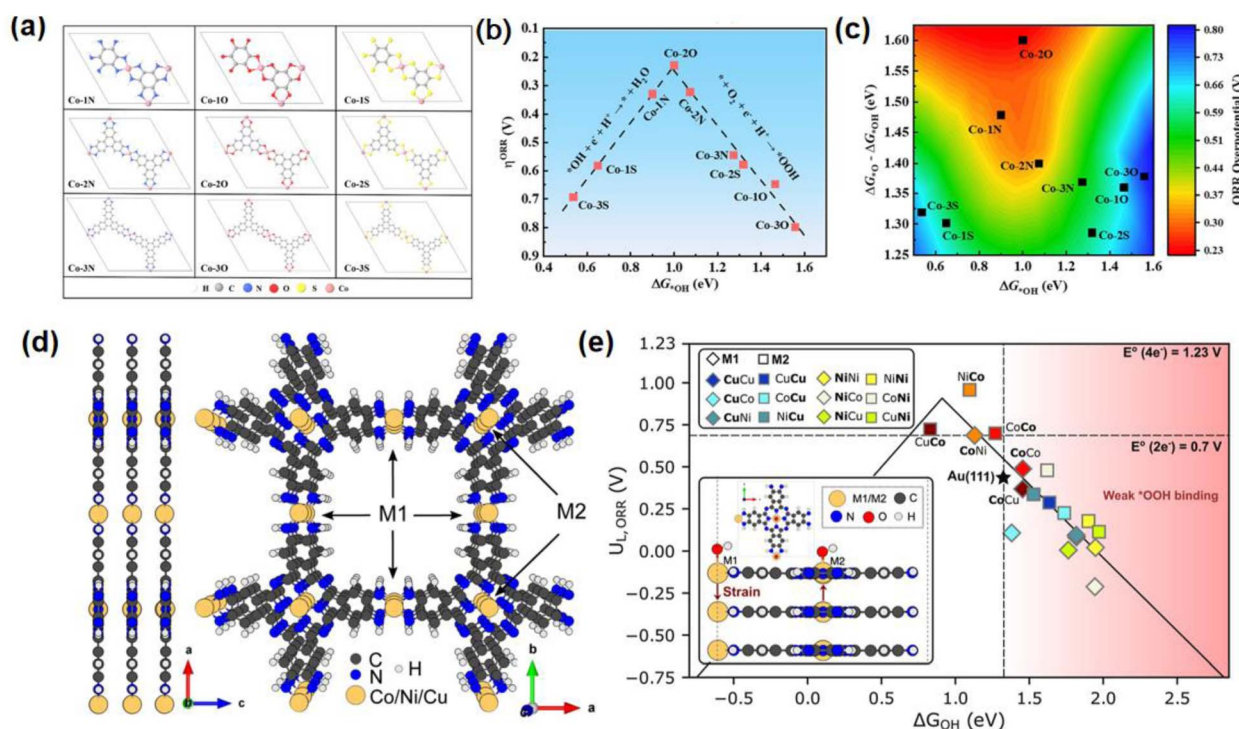 (a)
Co-1N
Co-1O
Co-1S
Co-2N
Co-2O
Co-2S
Co-3N
Co-3O
Co-3S
H C N O S Co
(b)
η^ORR (V)
0.1
0.2
0.3
0.4
0.5
0.6
0.7
0.8
0.9
*OH + e⁻ + H⁺ → * + H₂O
* + O₂ + e⁻ + H⁺ → *OOH
Co-2O
Co-1N
Co-2N
Co-1S
Co-3N
Co-2S
Co-3S
Co-1O
Co-3O
0.4 0.6 0.8 1.0 1.2 1.4 1.6 1.8
ΔG*OH (eV)
(c)
ΔG*O - ΔG*OH (eV)
1.60
1.55
1.50
1.45
1.40
1.35
1.30
1.25
Co-2O
Co-1N
Co-2N
Co-3N
Co-3O
Co-1O
Co-3S
Co-1S
Co-2S
0.6 0.8 1.0 1.2 1.4 1.6
ΔG*OH (eV)
0.80
0.70
0.60
0.50
0.40
0.30
0.23
ORR Overpotential (V)
(d)
a
c
M1
M2
C
N H
Co/Ni/Cu
b
a
(e)
U_L,ORR (V)
1.23
1.00
0.75
0.50
0.25
0.00
−0.25
−0.50
−0.75
M1 M2
CuCu CuCu NiNi NiNi
CuCo CoCu NiCo CoNi
CuNi NiCu NiCu CuNi
E° (4e⁻) = 1.23 V
NiCo
CuCo
CoNi
CoCo
E° (2e⁻) = 0.7 V
CoCo
Au(111)
CoCu
Weak *OOH binding
M1/M2 C
N O H
M1
M2
Strain
−0.5 0.0 0.5 1.0 1.5 2.0 2.5
ΔG_OH (eV)